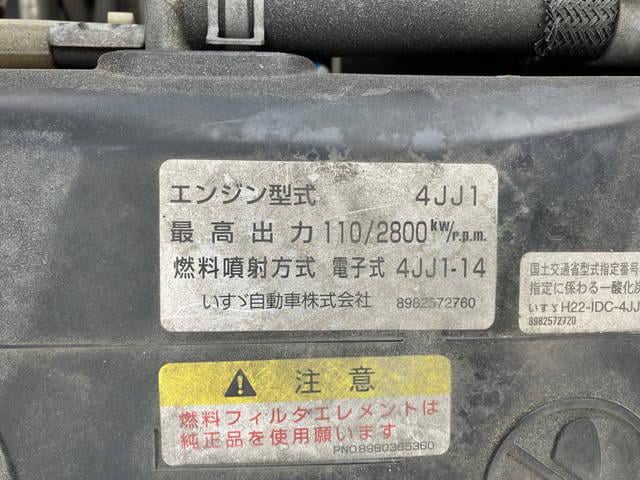 エンジン型式 4JJ1
最高出力 110/2800kW/r.p.m.
燃料噴射方式 電子式 4JJ1-14
いすゞ自動車株式会社 8982572760
国土交通省型式指定番号
指定に係わる一酸化炭
いすゞH22-IDC-4JJ
8982572720
⚠ 注意
燃料フィルタエレメントは
純正品を使用願います
PNO8980365360